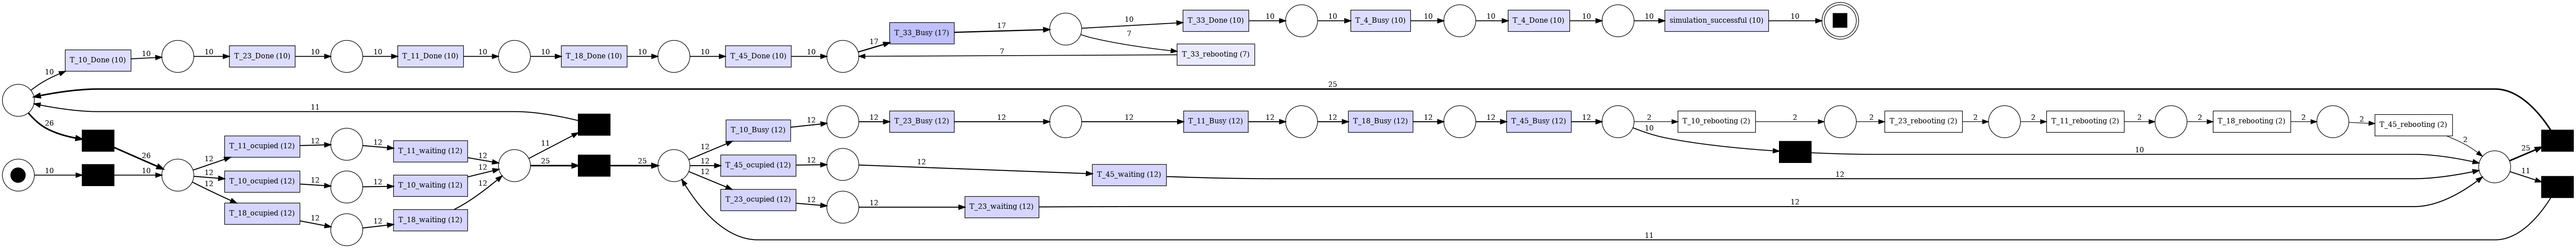 10
T_10_Done (10)
10
10
T_23_Done (10)
10
10
T_11_Done (10)
10
10
T_18_Done (10)
10
10
T_45_Done (10)
10
17
T_33_Busy (17)
17
10
T_33_Done (10)
10
10
T_4_Busy (10)
10
10
T_4_Done (10)
10
10
simulation_successful (10)
10
7
T_33_rebooting (7)
7
25
11
26
26
10
10
12
T_11_ocupied (12)
12
12
T_11_waiting (12)
12
12
T_10_ocupied (12)
12
12
T_10_waiting (12)
12
12
T_18_ocupied (12)
12
12
T_18_waiting (12)
12
11
25
25
12
T_10_Busy (12)
12
12
T_23_Busy (12)
12
12
T_11_Busy (12)
12
12
T_18_Busy (12)
12
12
T_45_Busy (12)
12
2
T_10_rebooting (2)
2
2
T_23_rebooting (2)
2
2
T_11_rebooting (2)
2
2
T_18_rebooting (2)
2
2
T_45_rebooting (2)
2
10
10
12
T_45_ocupied (12)
12
12
T_45_waiting (12)
12
12
T_23_ocupied (12)
12
12
T_23_waiting (12)
12
25
11
11